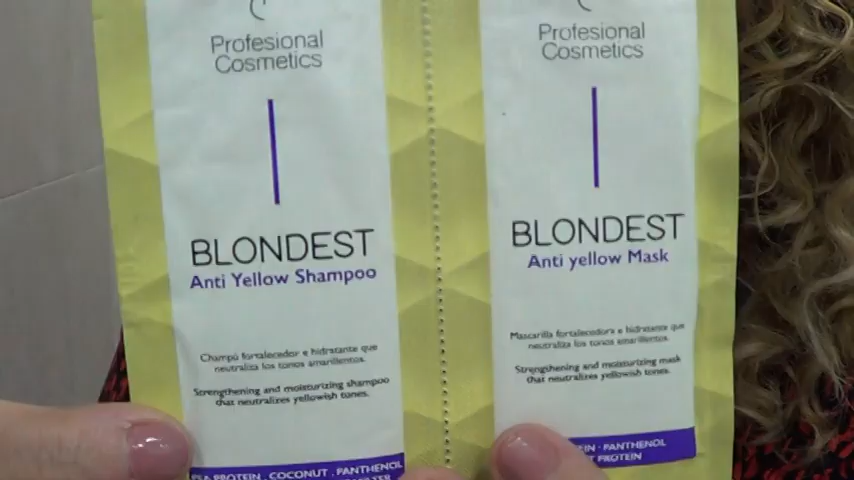 Profesional
Cosmetics
BLONDEST
Anti Yellow Shampoo
Champú fortalecedor e hidratante que
neutraliza los tonos amarillentos.
Strengthening and moisturizing shampoo
that neutralizes yellowish tones.
PROTEIN . COCONUT . PANTHENOL
Profesional
Cosmetics
BLONDEST
Anti yellow Mask
Mascarilla fortalecedora e hidratante que
neutraliza los tonos amarillentos.
Strengthening and moisturizing mask
that neutralizes yellowish tones.
· PANTHENOL
PROTEIN